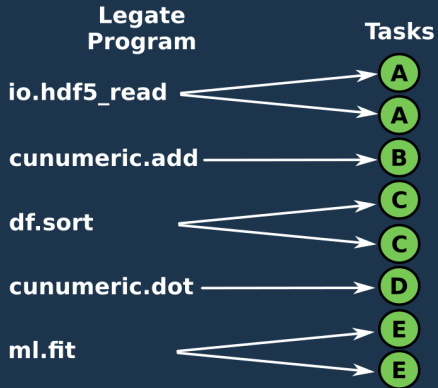 Legate
Program
Tasks
io.hdf5_read
A
A
cunumeric.add
B
df.sort
C
C
cunumeric.dot
D
ml.fit
E
E